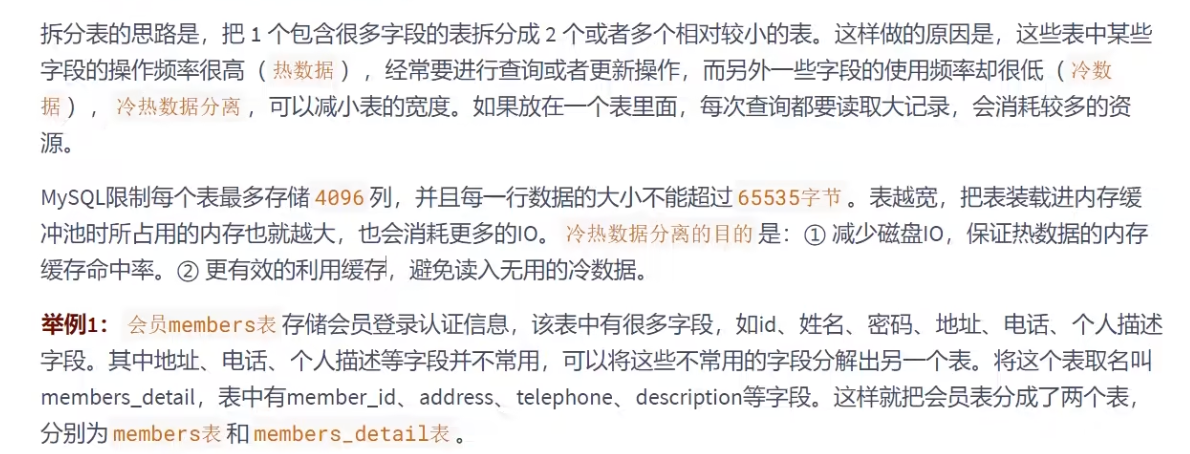 拆分表的思路是，把 1 个包含很多字段的表拆分成 2 个或者多个相对较小的表。这样做的原因是，这些表中某些
字段的操作频率很高（热数据），经常要进行查询或者更新操作，而另外一些字段的使用频率却很低（冷数
据），冷热数据分离，可以减小表的宽度。如果放在一个表里面，每次查询都要读取大记录，会消耗较多的资
源。
MySQL限制每个表最多存储 4096 列，并且每一行数据的大小不能超过 65535字节 。表越宽，把表装载进内存缓
冲池时所占用的内存也就越大，也会消耗更多的IO。 冷热数据分离的目的 是：① 减少磁盘IO，保证热数据的内存
缓存命中率。② 更有效的利用缓存，避免读入无用的冷数据。
举例1： 会员members表 存储会员登录认证信息，该表中有很多字段，如id、姓名、密码、地址、电话、个人描述
字段。其中地址、电话、个人描述等字段并不常用，可以将这些不常用的字段分解出另一个表。将这个表取名叫
members_detail，表中有member_id、address、telephone、description等字段。这样就把会员表分成了两个表，
分别为 members表 和 members_detail表 。